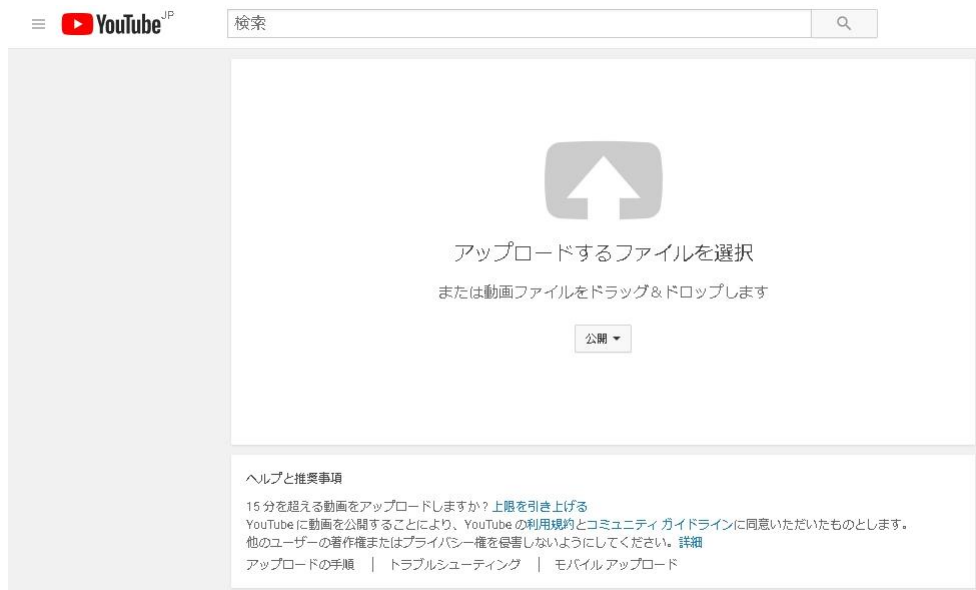 YouTube JP
検索
アップロードするファイルを選択
または動画ファイルをドラッグ&ドロップします
公開
ヘルプと推奨事項
15 分を超える動画をアップロードしますか? 上限を引き上げる
YouTube に動画を公開することにより、YouTube の利用規約とコミュニティ ガイドラインに同意いただいたものとします。
他のユーザーの著作権またはプライバシー権を侵害しないようにしてください。詳細
アップロードの手順 | トラブルシューティング | モバイル アップロード